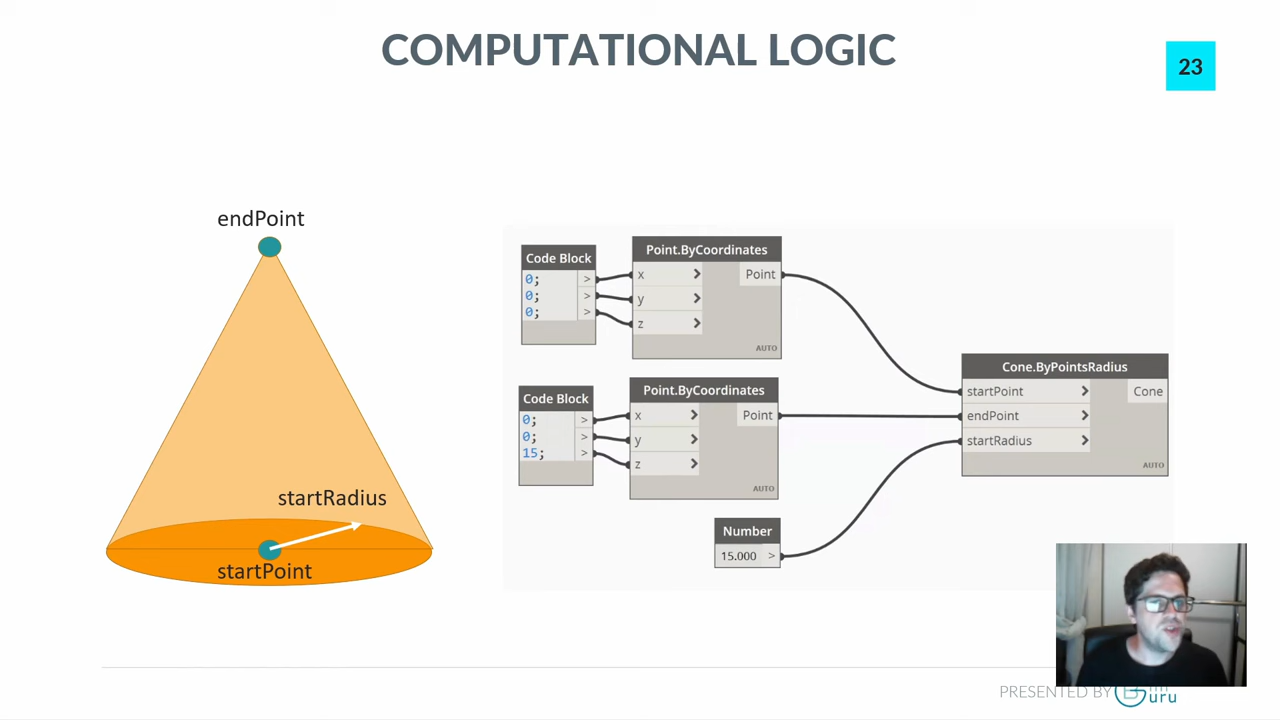 COMPUTATIONAL LOGIC
23
endPoint
startRadius
startPoint
Code Block
0;
0;
0;
>
>
>
Point.ByCoordinates
x >
y >
z >
Point
AUTO
Code Block
0;
0;
15;
>
>
>
Point.ByCoordinates
x >
y >
z >
Point
AUTO
Number
15.000 >
Cone.ByPointsRadius
startPoint >
endPoint >
startRadius >
Cone
AUTO
PRESENTED BY